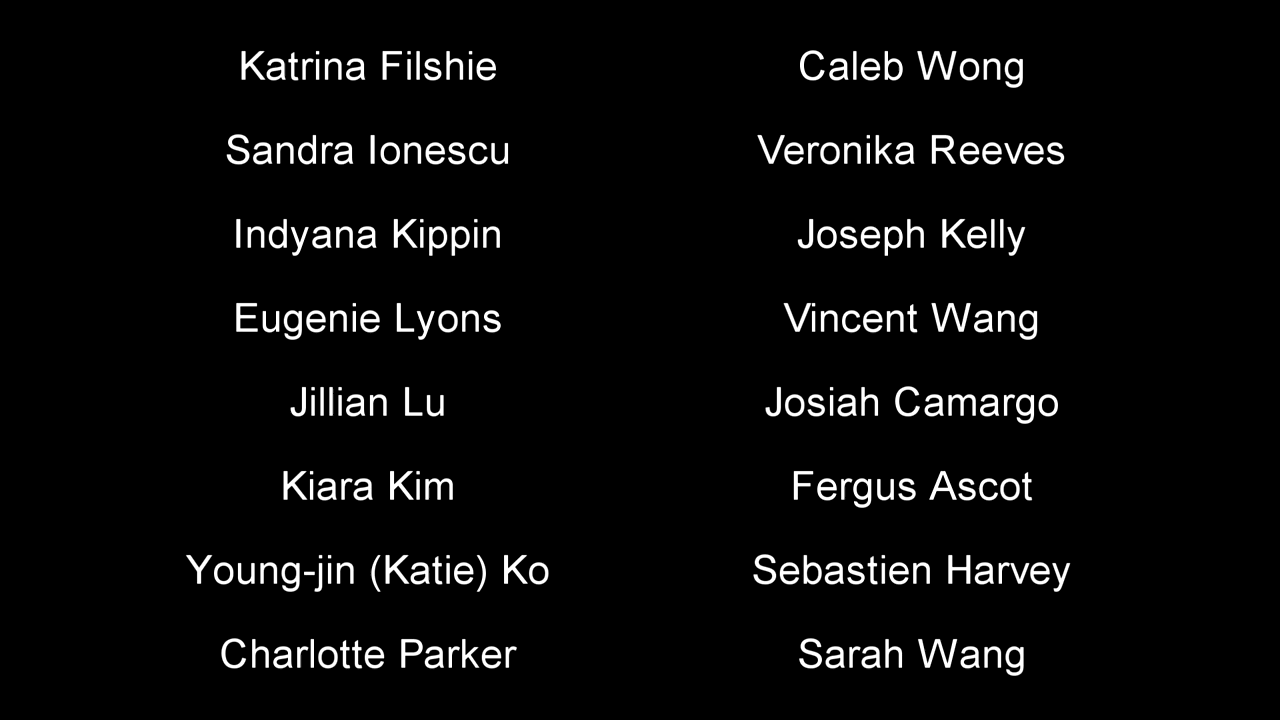 Katrina Filshie
Sandra Ionescu
Indyana Kippin
Eugenie Lyons
Jillian Lu
Kiara Kim
Young-jin (Katie) Ko
Charlotte Parker
Caleb Wong
Veronika Reeves
Joseph Kelly
Vincent Wang
Josiah Camargo
Fergus Ascot
Sebastien Harvey
Sarah Wang